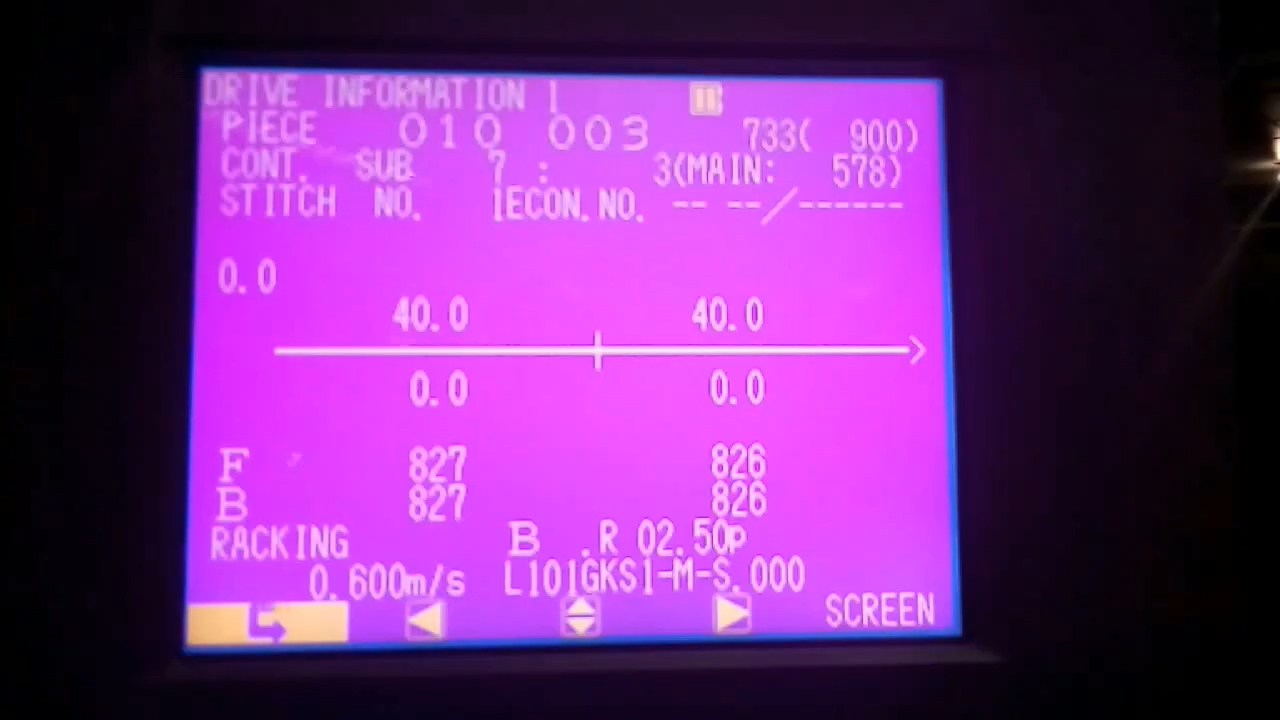 DRIVE INFORMATION 1
PIECE 010 003 733( 900)
CONT. SUB 7 : 3(MAIN: 578)
STITCH NO. 1ECON.NO. -- --/------
0.0
40.0 40.0
0.0 0.0
F 827 826
B 827 826
RACKING B .R 02.50p
0.600m/s L101GKS1-M-S.000
SCREEN